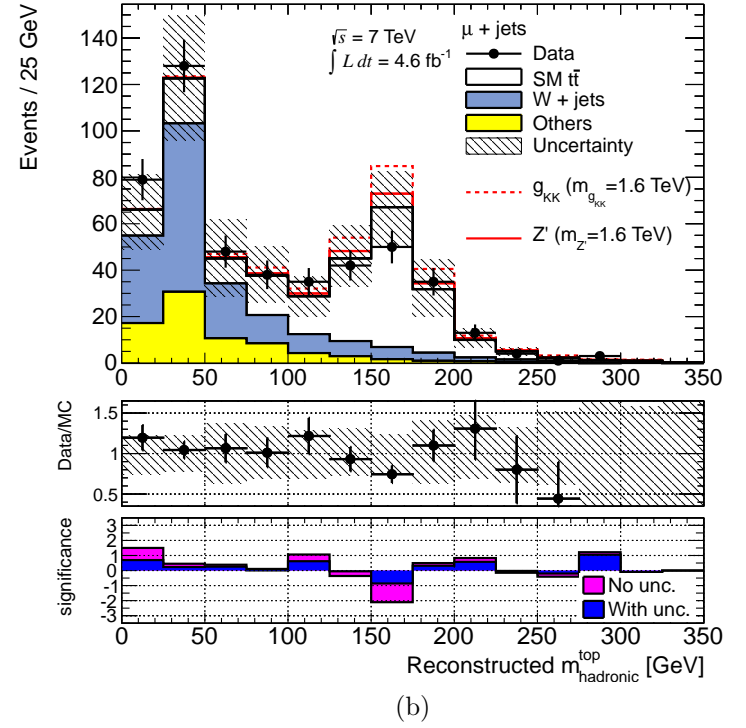 Events / 25 GeV
140
120
100
80
60
40
20
0
√s = 7 TeV
∫ L dt = 4.6 fb⁻¹
μ + jets
Data
SM tt̄
W + jets
Others
Uncertainty
g_KK (m_g_KK=1.6 TeV)
Z' (m_Z'=1.6 TeV)
0 50 100 150 200 250 300 350
Data/MC
1.5
1
0.5
significance
3
2
1
0
-1
-2
-3
No unc.
With unc.
0 50 100 150 200 250 300 350
Reconstructed m^top_hadronic [GeV]
(b)